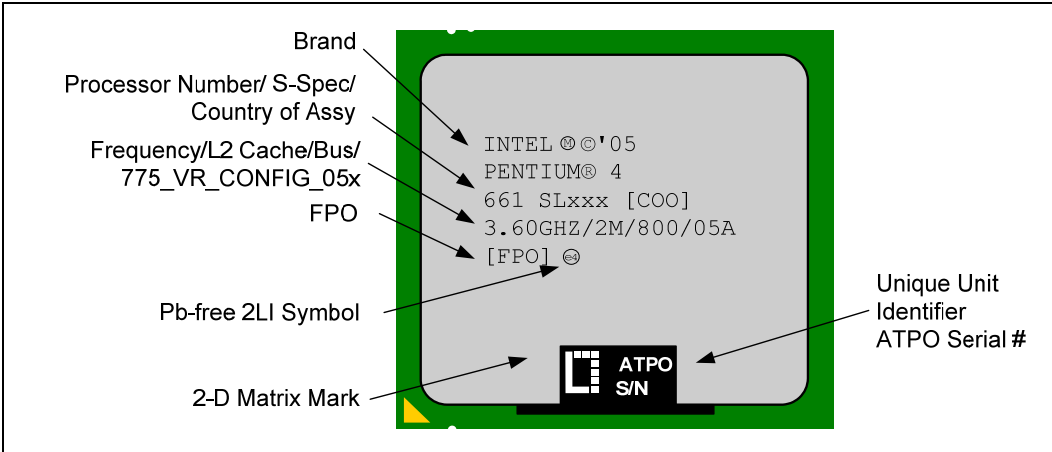 Brand
Processor Number/ S-Spec/
Country of Assy
Frequency/L2 Cache/Bus/
775_VR_CONFIG_05x
FPO
Pb-free 2LI Symbol
2-D Matrix Mark
INTEL Ⓜ ©'05
PENTIUM® 4
661 SLxxx [COO]
3.60GHZ/2M/800/05A
[FPO] e4
ATPO
S/N
Unique Unit
Identifier
ATPO Serial #